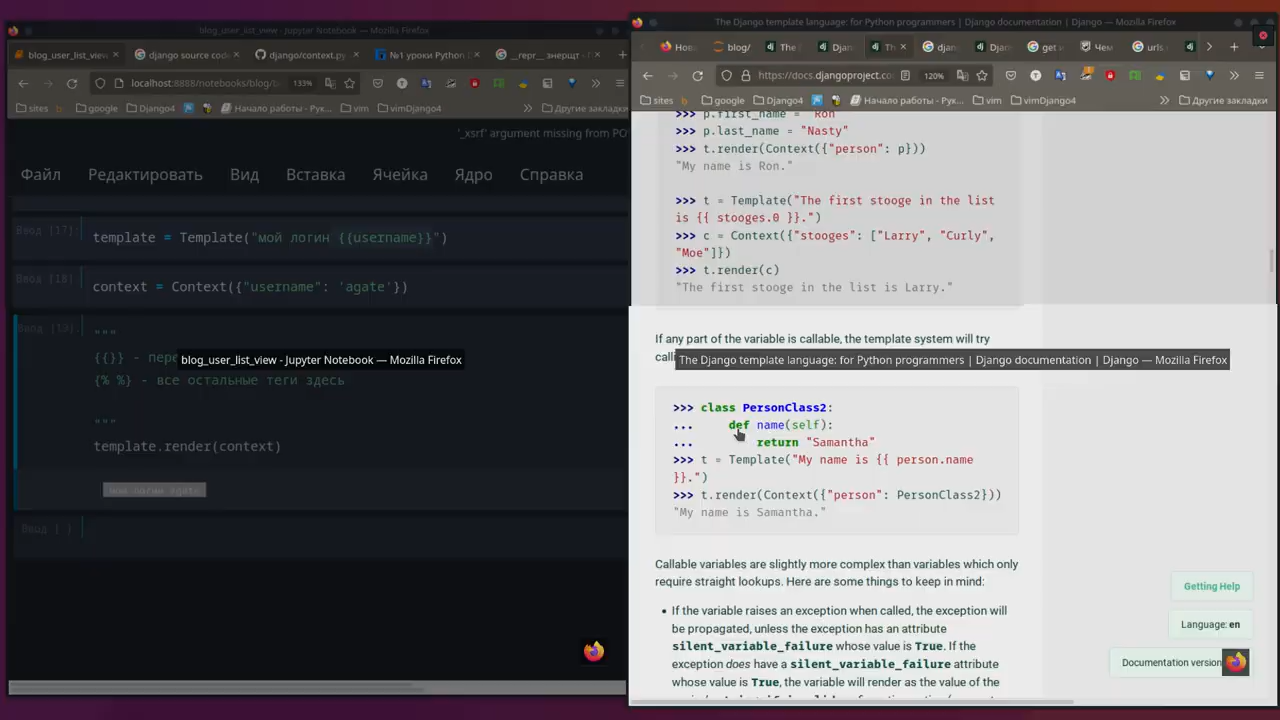 blog_user_list_view - Jupyter Notebook — Mozilla Firefox
blog_user_list_view
django source cod
django/context.py
№1 уроки Python D
__repr__ знерщт -
localhost:8888/notebooks/blog/b
133%
sites
google
Django4
Начало работы - Рук...
vim
vimDjango4
Другие закладки
'_xsrf' argument missing from PO
Файл
Редактировать
Вид
Вставка
Ячейка
Ядро
Справка
Ввод [17]
template = Template("мой логин {{username}}")
Ввод [18]
context = Context({"username": 'agate'})
Ввод [19]
"""
{{}} - пере
blog_user_list_view - Jupyter Notebook — Mozilla Firefox
{% %} - все остальные теги здесь
"""
template.render(context)
мой логин agate
Ввод [ ]
The Django template language: for Python programmers | Django documentation | Django — Mozilla Firefox
Нов
blog/
The
Djan
The
djan
Djan
get и
Чем
urls
https://docs.djangoproject.co
120%
sites
google
Django4
Начало работы - Рук...
vim
vimDjango4
Другие закладки
>>> p.first_name = "Ron"
>>> p.last_name = "Nasty"
>>> t.render(Context({"person": p}))
"My name is Ron."
>>> t = Template("The first stooge in the list
is {{ stooges.0 }}.")
>>> c = Context({"stooges": ["Larry", "Curly",
"Moe"]})
>>> t.render(c)
"The first stooge in the list is Larry."
If any part of the variable is callable, the template system will try
calli
The Django template language: for Python programmers | Django documentation | Django — Mozilla Firefox
>>> class PersonClass2:
... def name(self):
... return "Samantha"
>>> t = Template("My name is {{ person.name
}}.")
>>> t.render(Context({"person": PersonClass2}))
"My name is Samantha."
Callable variables are slightly more complex than variables which only
require straight lookups. Here are some things to keep in mind:
• If the variable raises an exception when called, the exception will
be propagated, unless the exception has an attribute
silent_variable_failure whose value is True. If the
exception does have a silent_variable_failure attribute
whose value is True, the variable will render as the value of the
Getting Help
Language: en
Documentation version